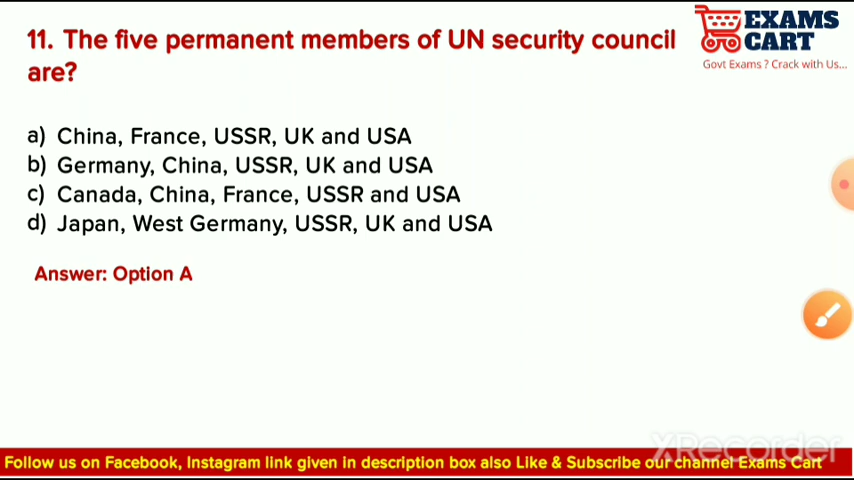 11. The five permanent members of UN security council
are?
EXAMS
CART
Govt Exams ? Crack with Us...
a) China, France, USSR, UK and USA
b) Germany, China, USSR, UK and USA
c) Canada, China, France, USSR and USA
d) Japan, West Germany, USSR, UK and USA
Answer: Option A
XRecorder
Follow us on Facebook, Instagram link given in description box also Like & Subscribe our channel Exams Cart